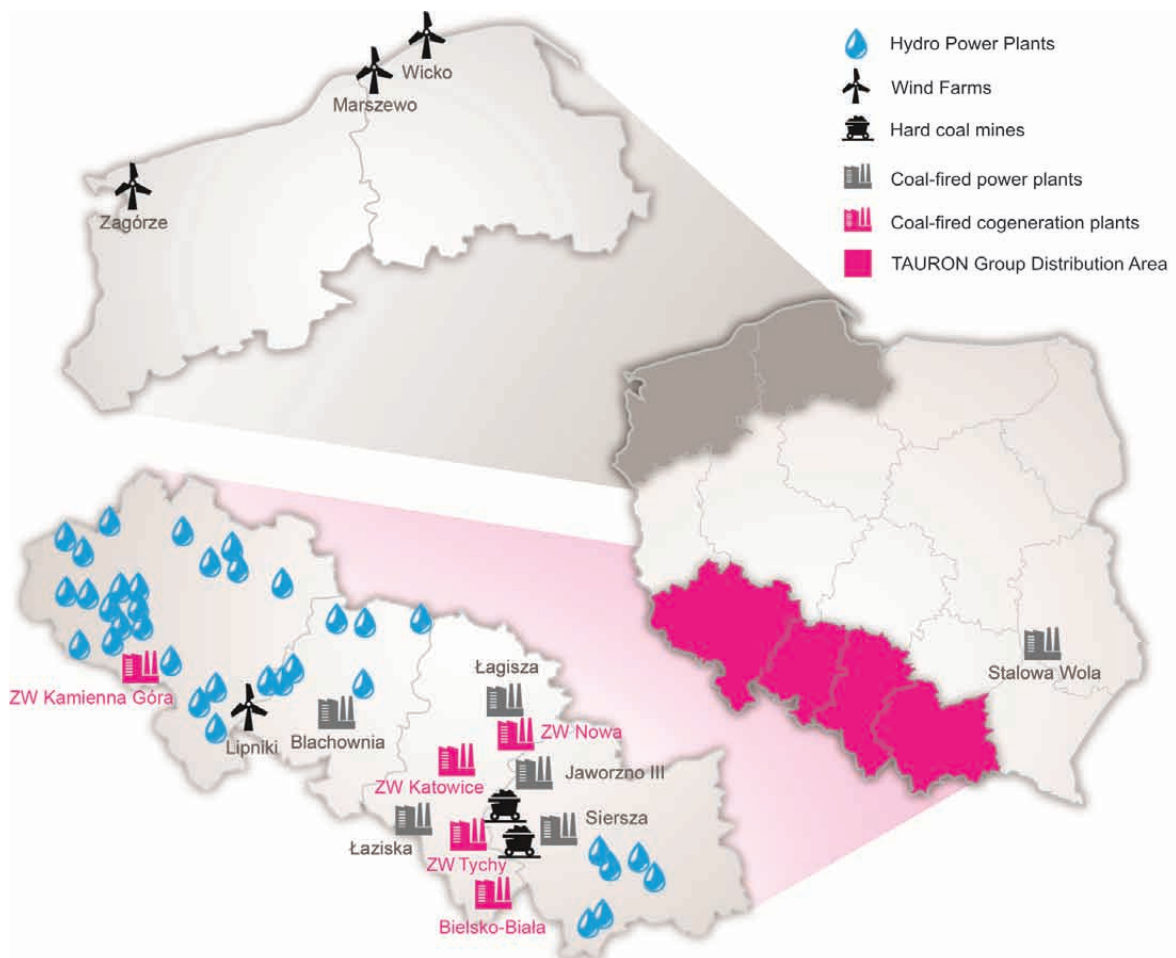 Wicko
Marszewo
Zagórze
Hydro Power Plants
Wind Farms
Hard coal mines
Coal-fired power plants
Coal-fired cogeneration plants
TAURON Group Distribution Area
Stalowa Wola
Łagisza
ZW Kamienna Góra
ZW Nowa
Lipniki
Blachownia
ZW Katowice
Jaworzno III
Siersza
Łaziska
ZW Tychy
Bielsko-Biała